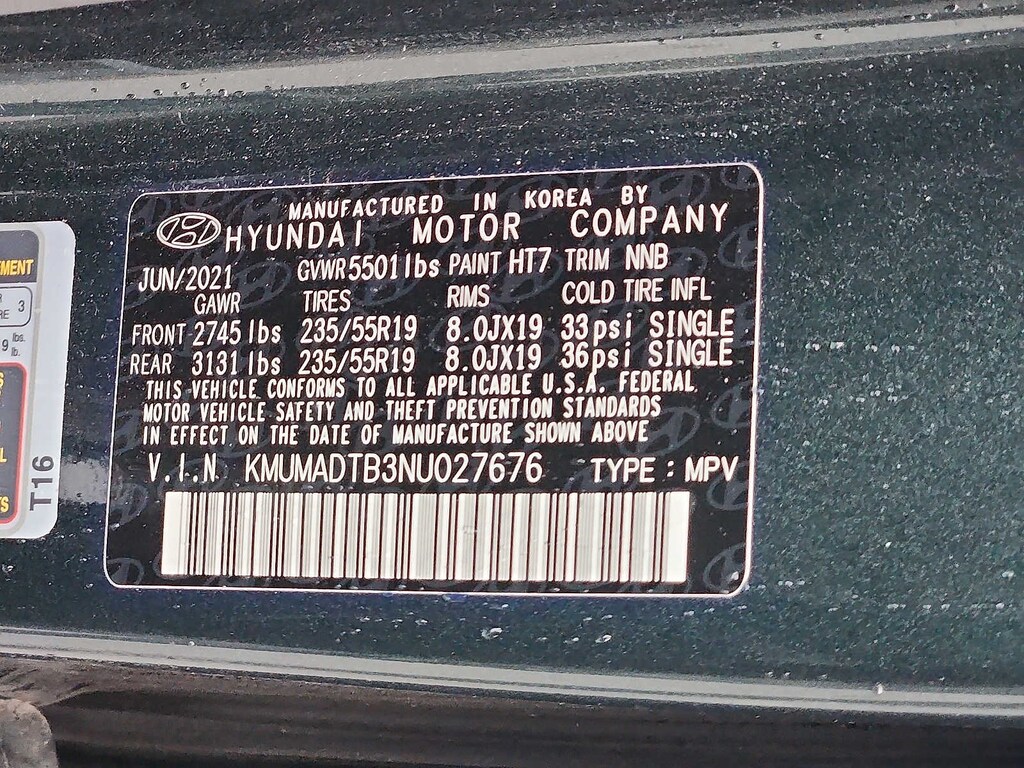 MANUFACTURED IN KOREA BY
HYUNDAI MOTOR COMPANY
JUN/2021 GVWR 5501 lbs PAINT HT7 TRIM NNB
GAWR TIRES RIMS COLD TIRE INFL
FRONT 2745 lbs 235/55R19 8.0JX19 33psi SINGLE
REAR 3131 lbs 235/55R19 8.0JX19 36psi SINGLE
THIS VEHICLE CONFORMS TO ALL APPLICABLE U.S.A. FEDERAL
MOTOR VEHICLE SAFETY AND THEFT PREVENTION STANDARDS
IN EFFECT ON THE DATE OF MANUFACTURE SHOWN ABOVE
V.I.N KMUMADTB3NU027676 TYPE : MPV
T16
3
lbs.
lb.